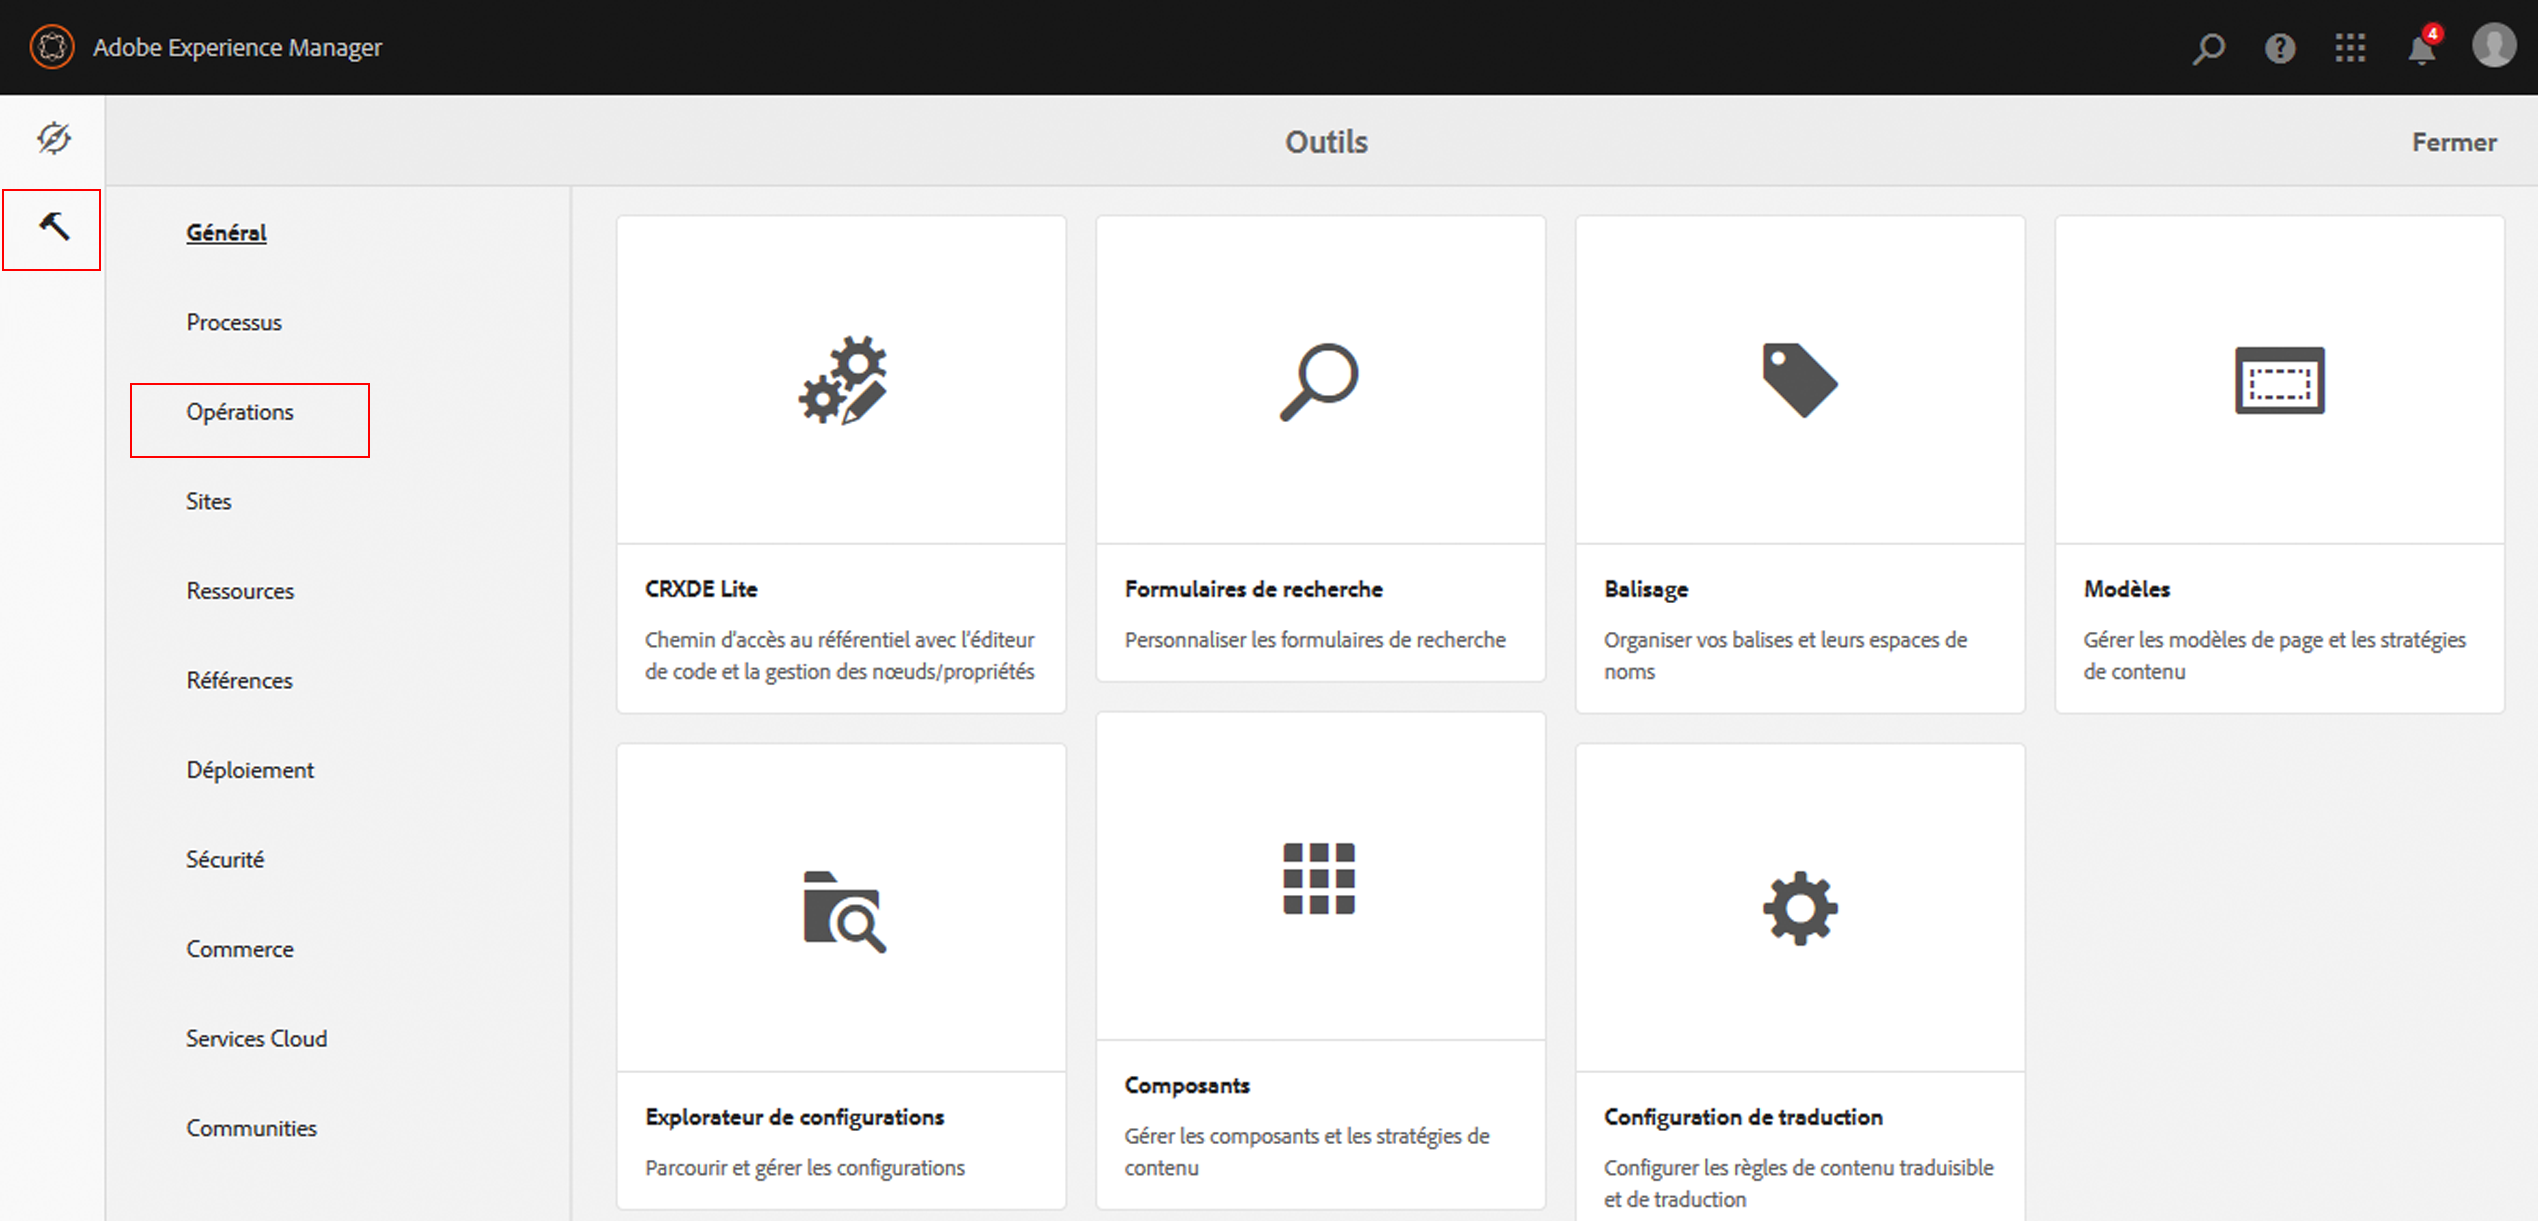 Adobe Experience Manager
4
Outils
Fermer
Général
Processus
Opérations
Sites
Ressources
Références
Déploiement
Sécurité
Commerce
Services Cloud
Communities
CRXDE Lite
Chemin d'accès au référentiel avec l'éditeur
de code et la gestion des nœuds/propriétés
Formulaires de recherche
Personnaliser les formulaires de recherche
Balisage
Organiser vos balises et leurs espaces de
noms
Modèles
Gérer les modèles de page et les stratégies
de contenu
Explorateur de configurations
Parcourir et gérer les configurations
Composants
Gérer les composants et les stratégies de
contenu
Configuration de traduction
Configurer les règles de contenu traduisible
et de traduction